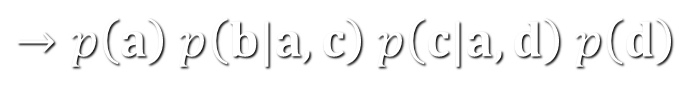 → p(a) p(b|a, c) p(c|a, d) p(d)